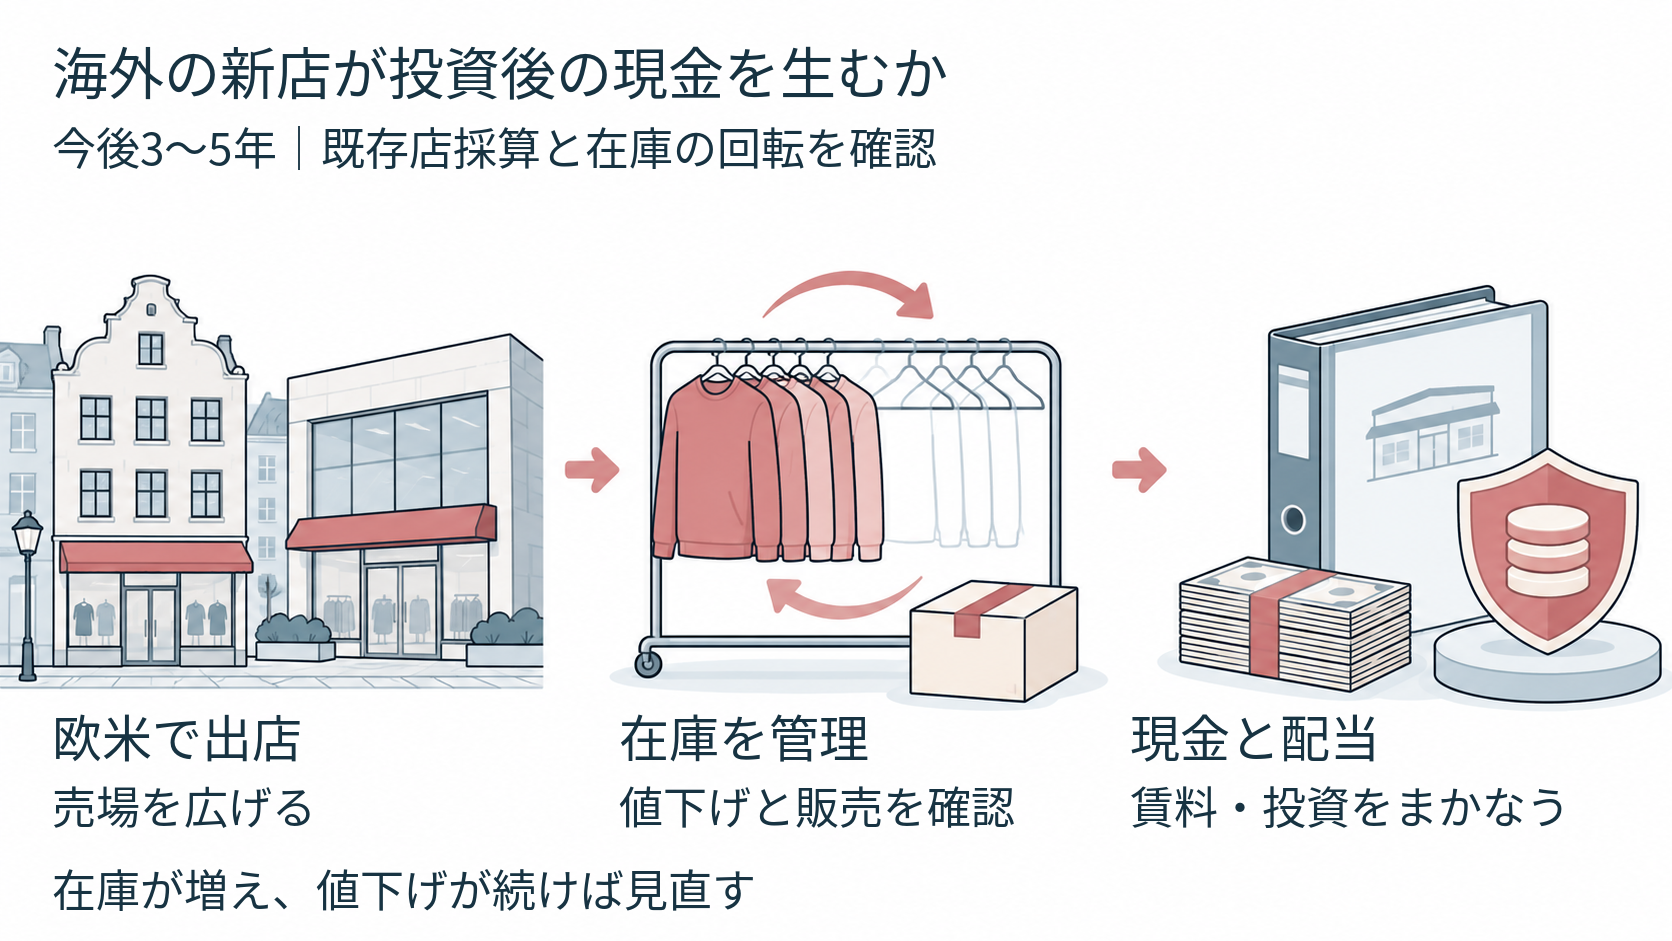 海外の新店が投資後の現金を生むか
今後3〜5年｜既存店採算と在庫の回転を確認
欧米で出店
売場を広げる
在庫を管理
値下げと販売を確認
現金と配当
賃料・投資をまかなう
在庫が増え、値下げが続けば見直す